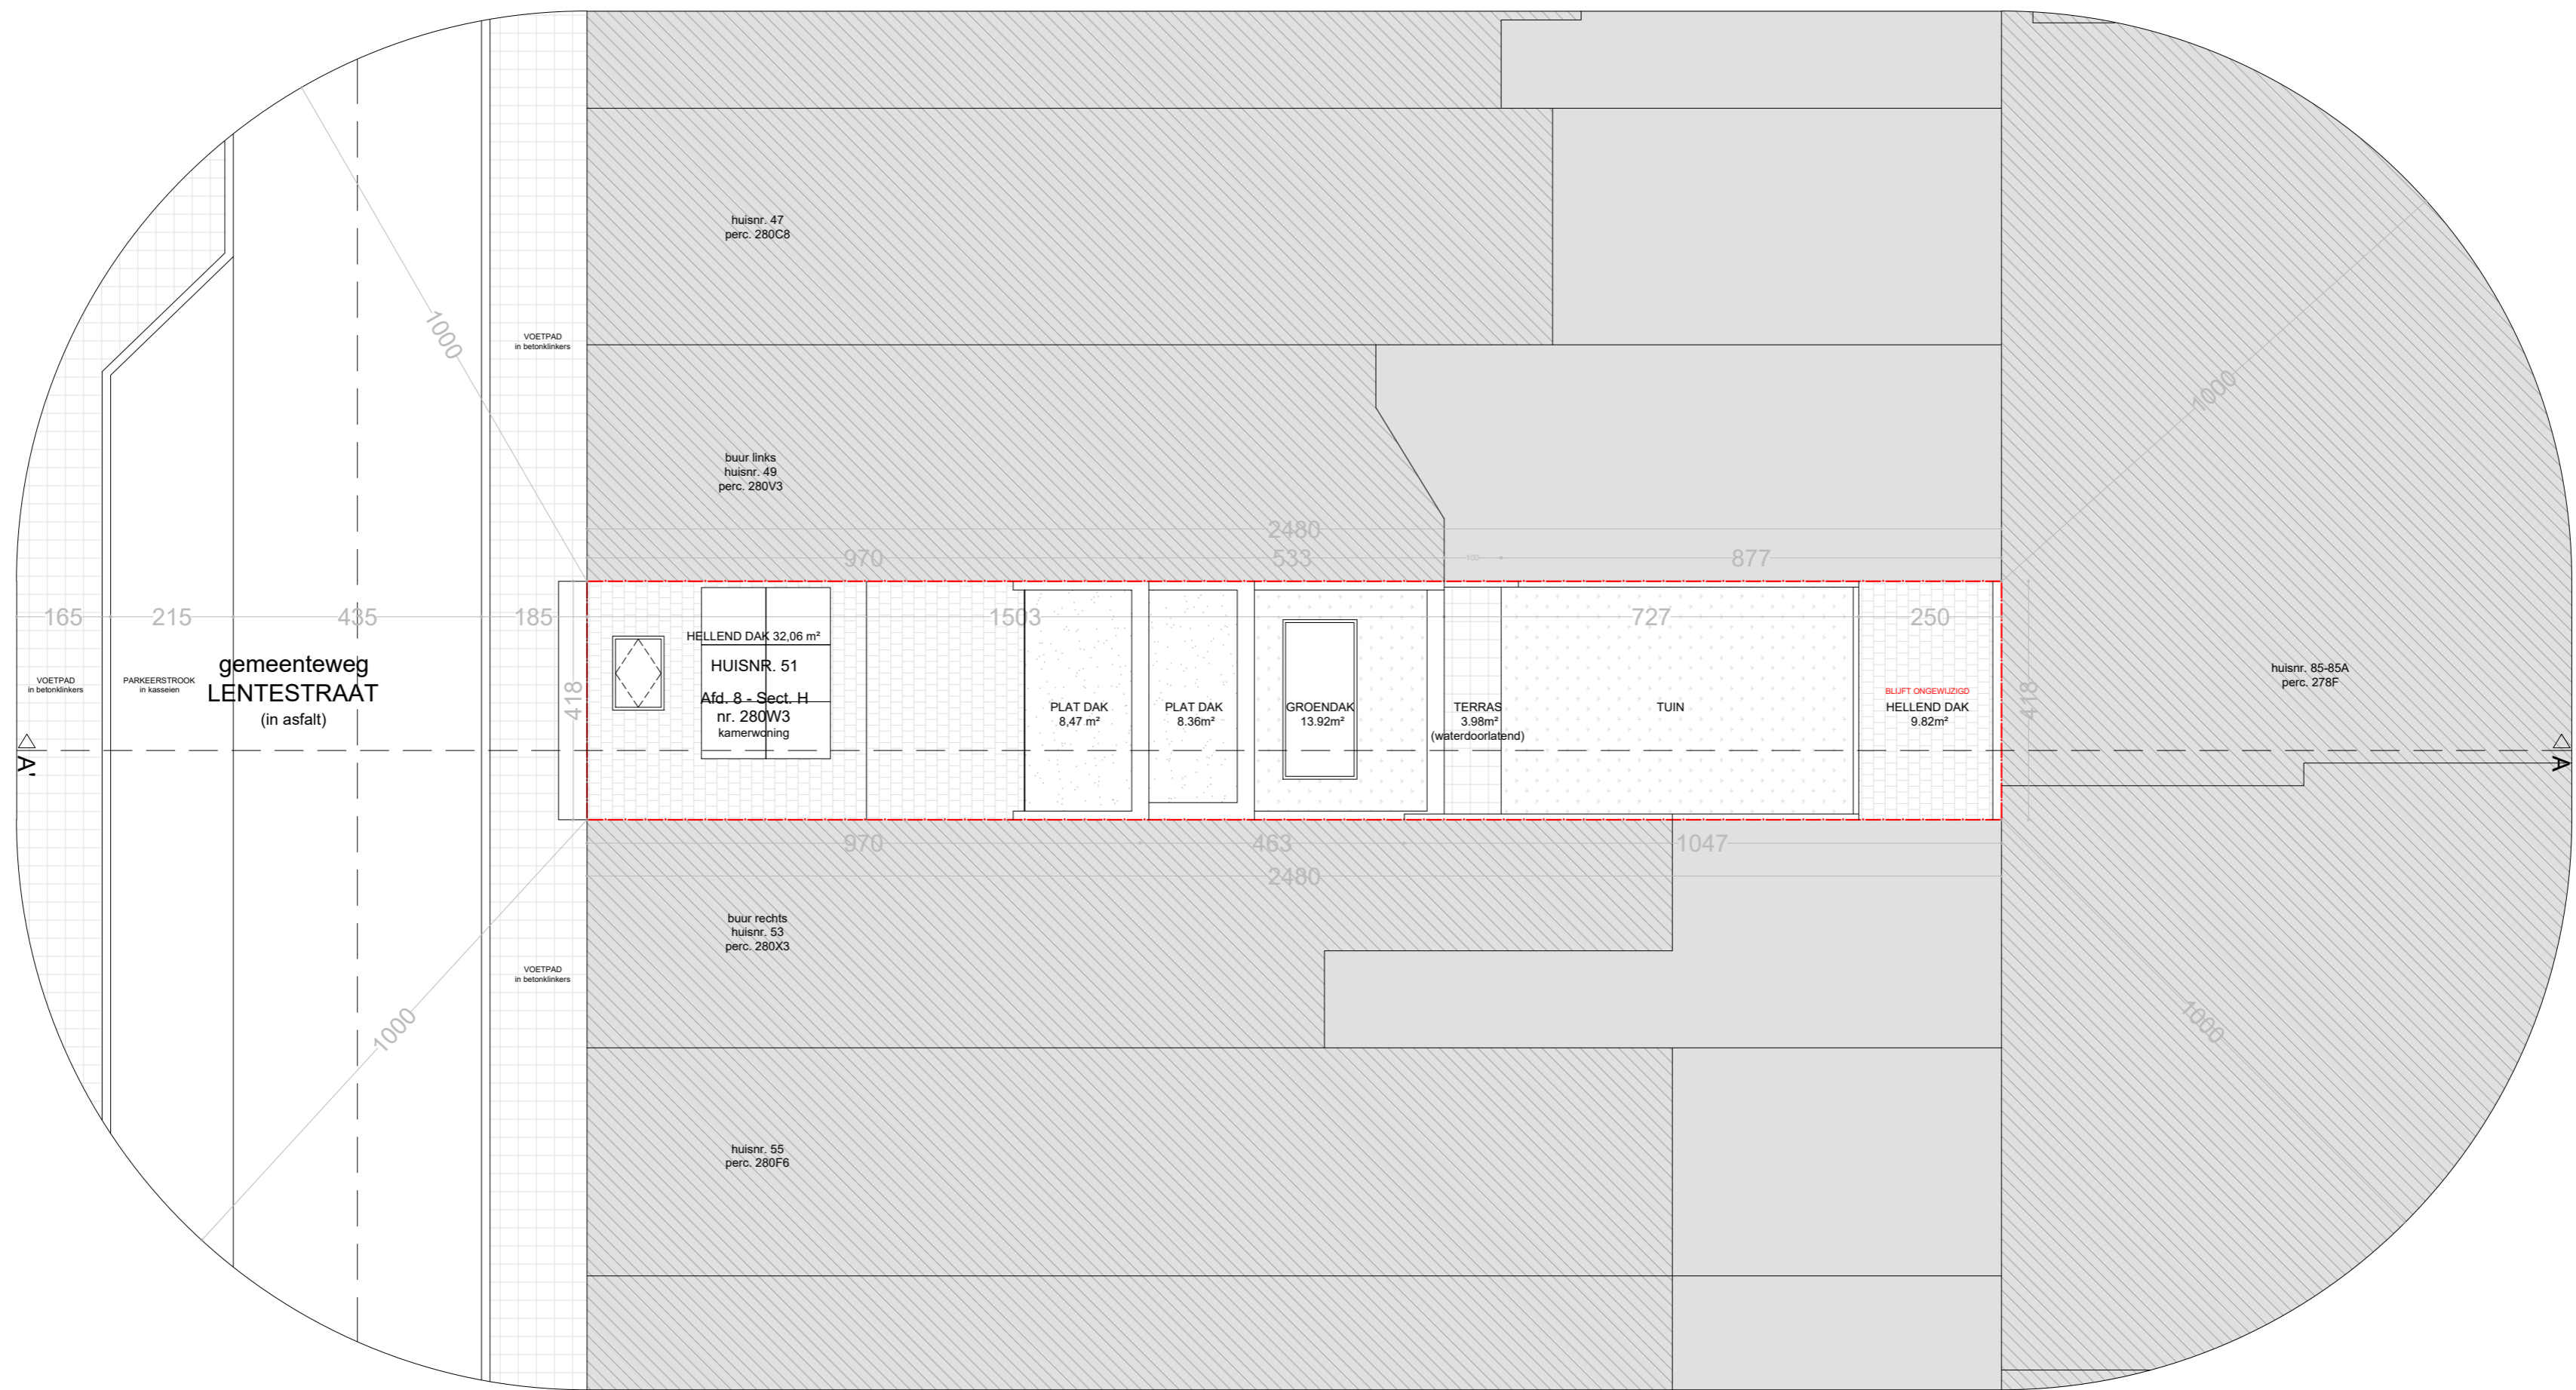 huisnr. 47
perc. 280C8
1000
1000
VOETPAD
in betonklinkers
buur links
huisnr. 49
perc. 280V3
2480
970
533
100
877
165
215
435
185
1503
727
250
HELLEND DAK 32,06 m²
HUISNR. 51
Afd. 8 - Sect. H
nr. 280W3
kamerwoning
gemeenteweg
LENTESTRAAT
(in asfalt)
VOETPAD
in betonklinkers
PARKEERSTROOK
in kasseien
418
PLAT DAK
8,47 m²
PLAT DAK
8.36m²
GROENDAK
13.92m²
TERRAS
3.98m²
(waterdoorlatend)
TUIN
BLIJFT ONGEWIJZIGD
HELLEND DAK
9.82m²
418
huisnr. 85-85A
perc. 278F
A'
A
970
463
1047
2480
buur rechts
huisnr. 53
perc. 280X3
VOETPAD
in betonklinkers
1000
1000
huisnr. 55
perc. 280F6